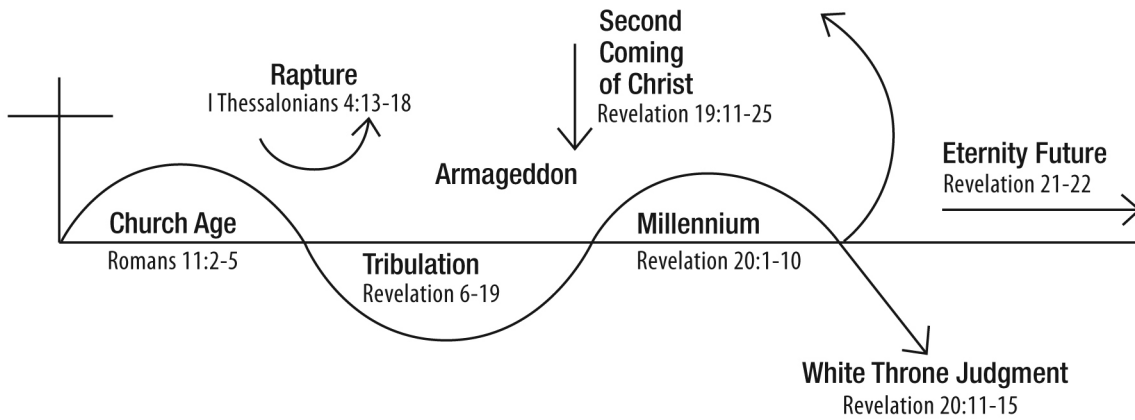 Rapture
I Thessalonians 4:13-18
Second
Coming
of Christ
Revelation 19:11-25
Armageddon
Eternity Future
Revelation 21-22
Church Age
Romans 11:2-5
Tribulation
Revelation 6-19
Millennium
Revelation 20:1-10
White Throne Judgment
Revelation 20:11-15